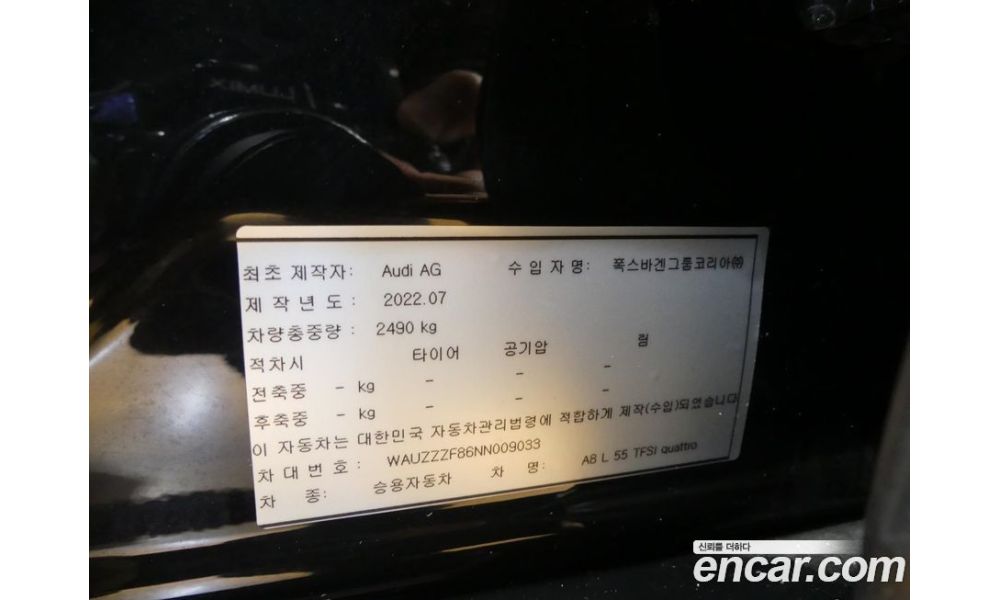 LUMIX
최초 제작자: Audi AG 수 입 자 명: 폭스바겐그룹코리아㈜
제 작 년 도 : 2022.07
차량총중량 : 2490 kg
적차시 타이어 공기압 림
전축중 - kg - - -
후축중 - kg - - -
이 자동차는 대한민국 자동차관리법령에 적합하게 제작(수입)되었습니다
차 대 번 호 : WAUZZZF86NN009033
차 종: 승용자동차 차 명: A8 L 55 TFSI quattro
신뢰를 더하다
encar.com